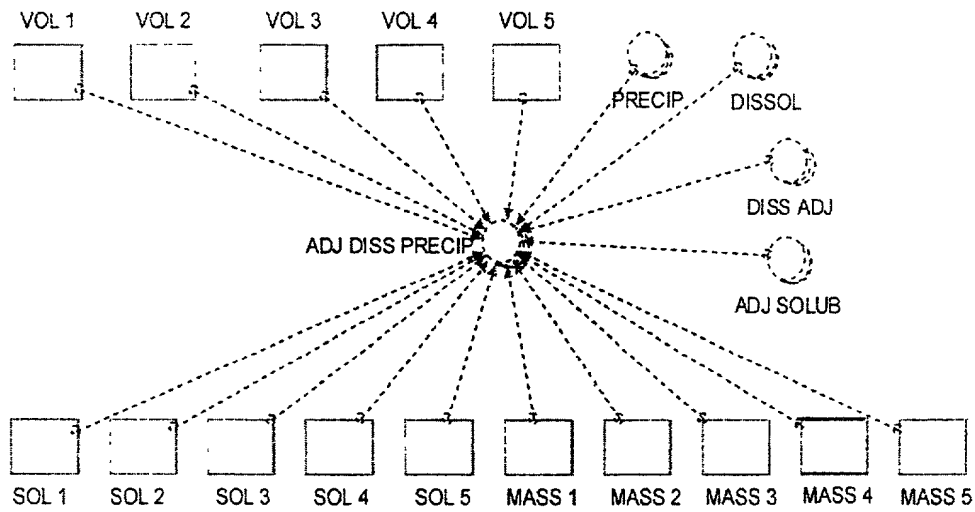 VOL 1
VOL 2
VOL 3
VOL 4
VOL 5
PRECIP
DISSOL
DISS ADJ
ADJ DISS PRECIP
ADJ SOLUB
SOL 1
SOL 2
SOL 3
SOL 4
SOL 5
MASS 1
MASS 2
MASS 3
MASS 4
MASS 5